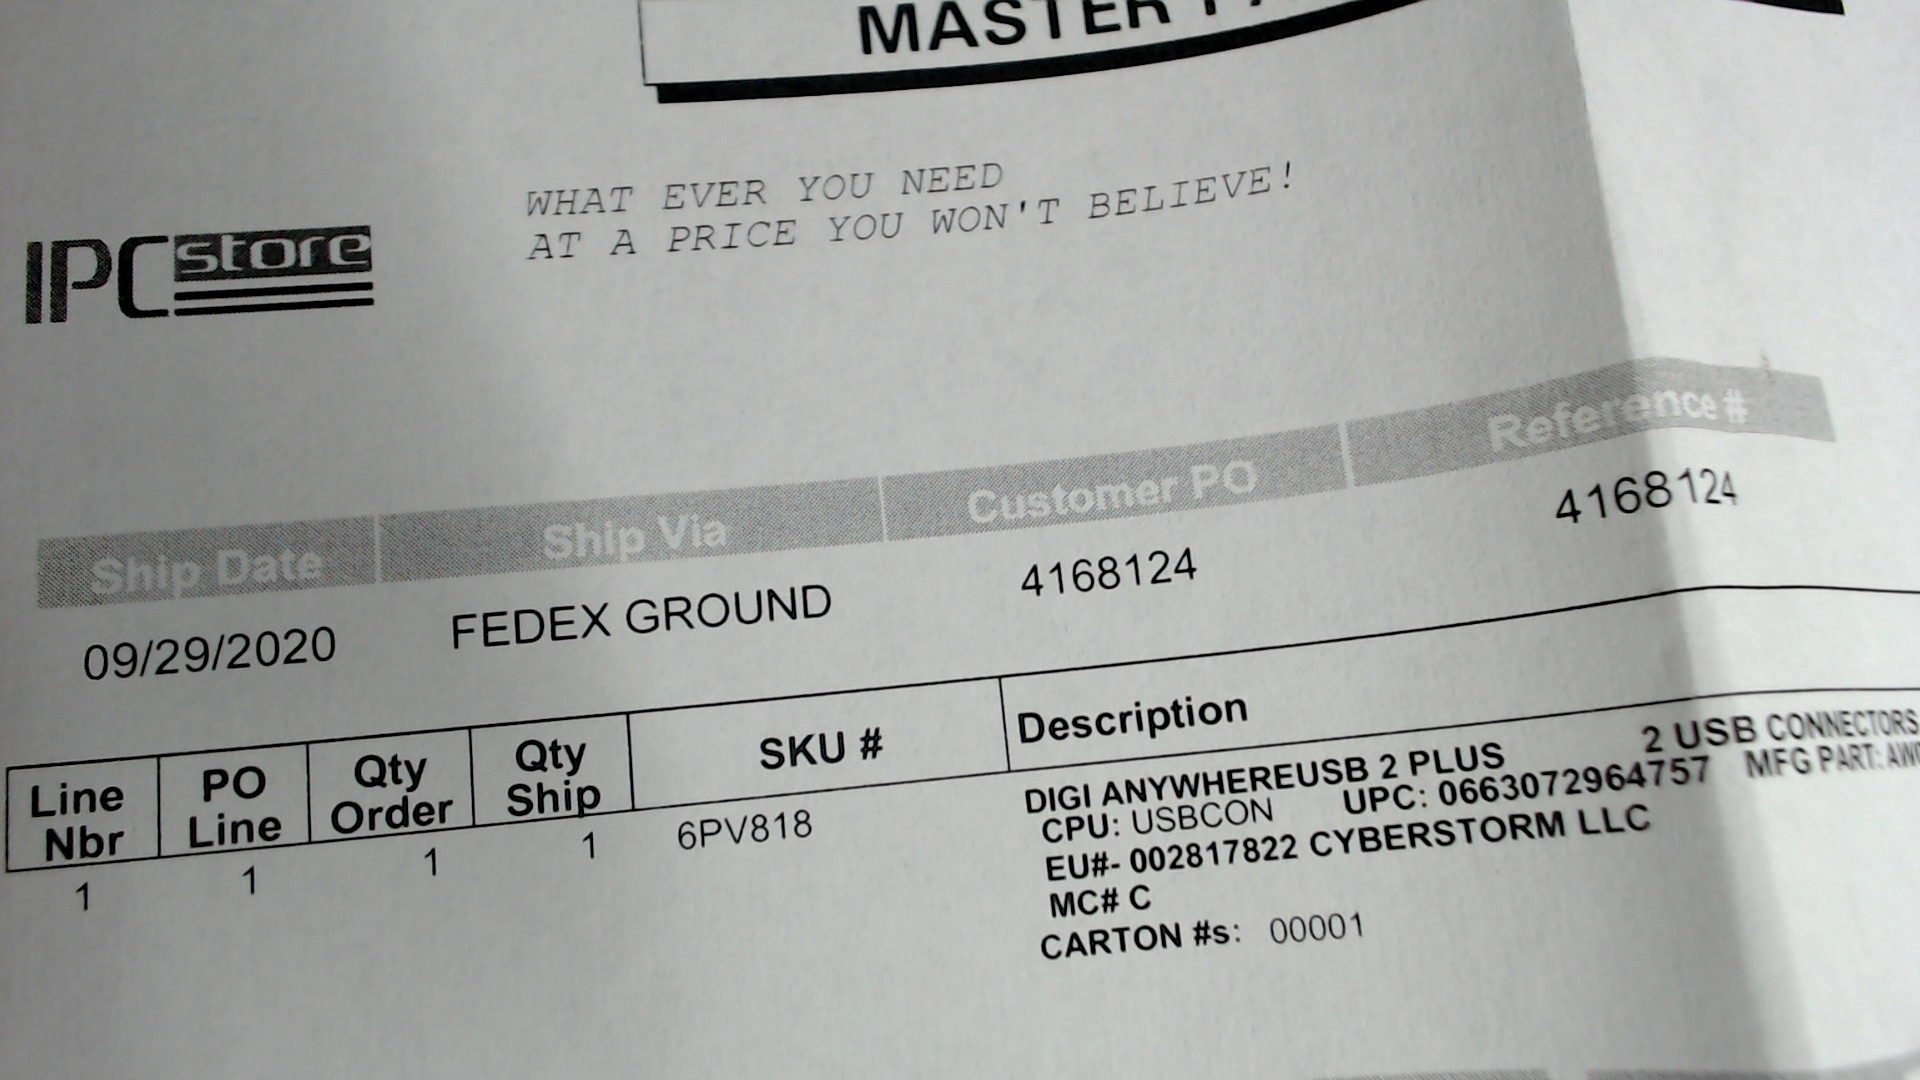 MASTER
WHAT EVER YOU NEED
AT A PRICE YOU WON'T BELIEVE!
IPC store
Ship Date Ship Via Customer PO Reference #
09/29/2020 FEDEX GROUND 4168124 4168124
Line Nbr PO Line Qty Order Qty Ship SKU # Description
1 1 1 1 6PV818 DIGI ANYWHEREUSB 2 PLUS 2 USB CONNECTORS
CPU: USBCON UPC: 0663072964757 MFG PART:
EU#- 002817822 CYBERSTORM LLC
MC# C
CARTON #s: 00001